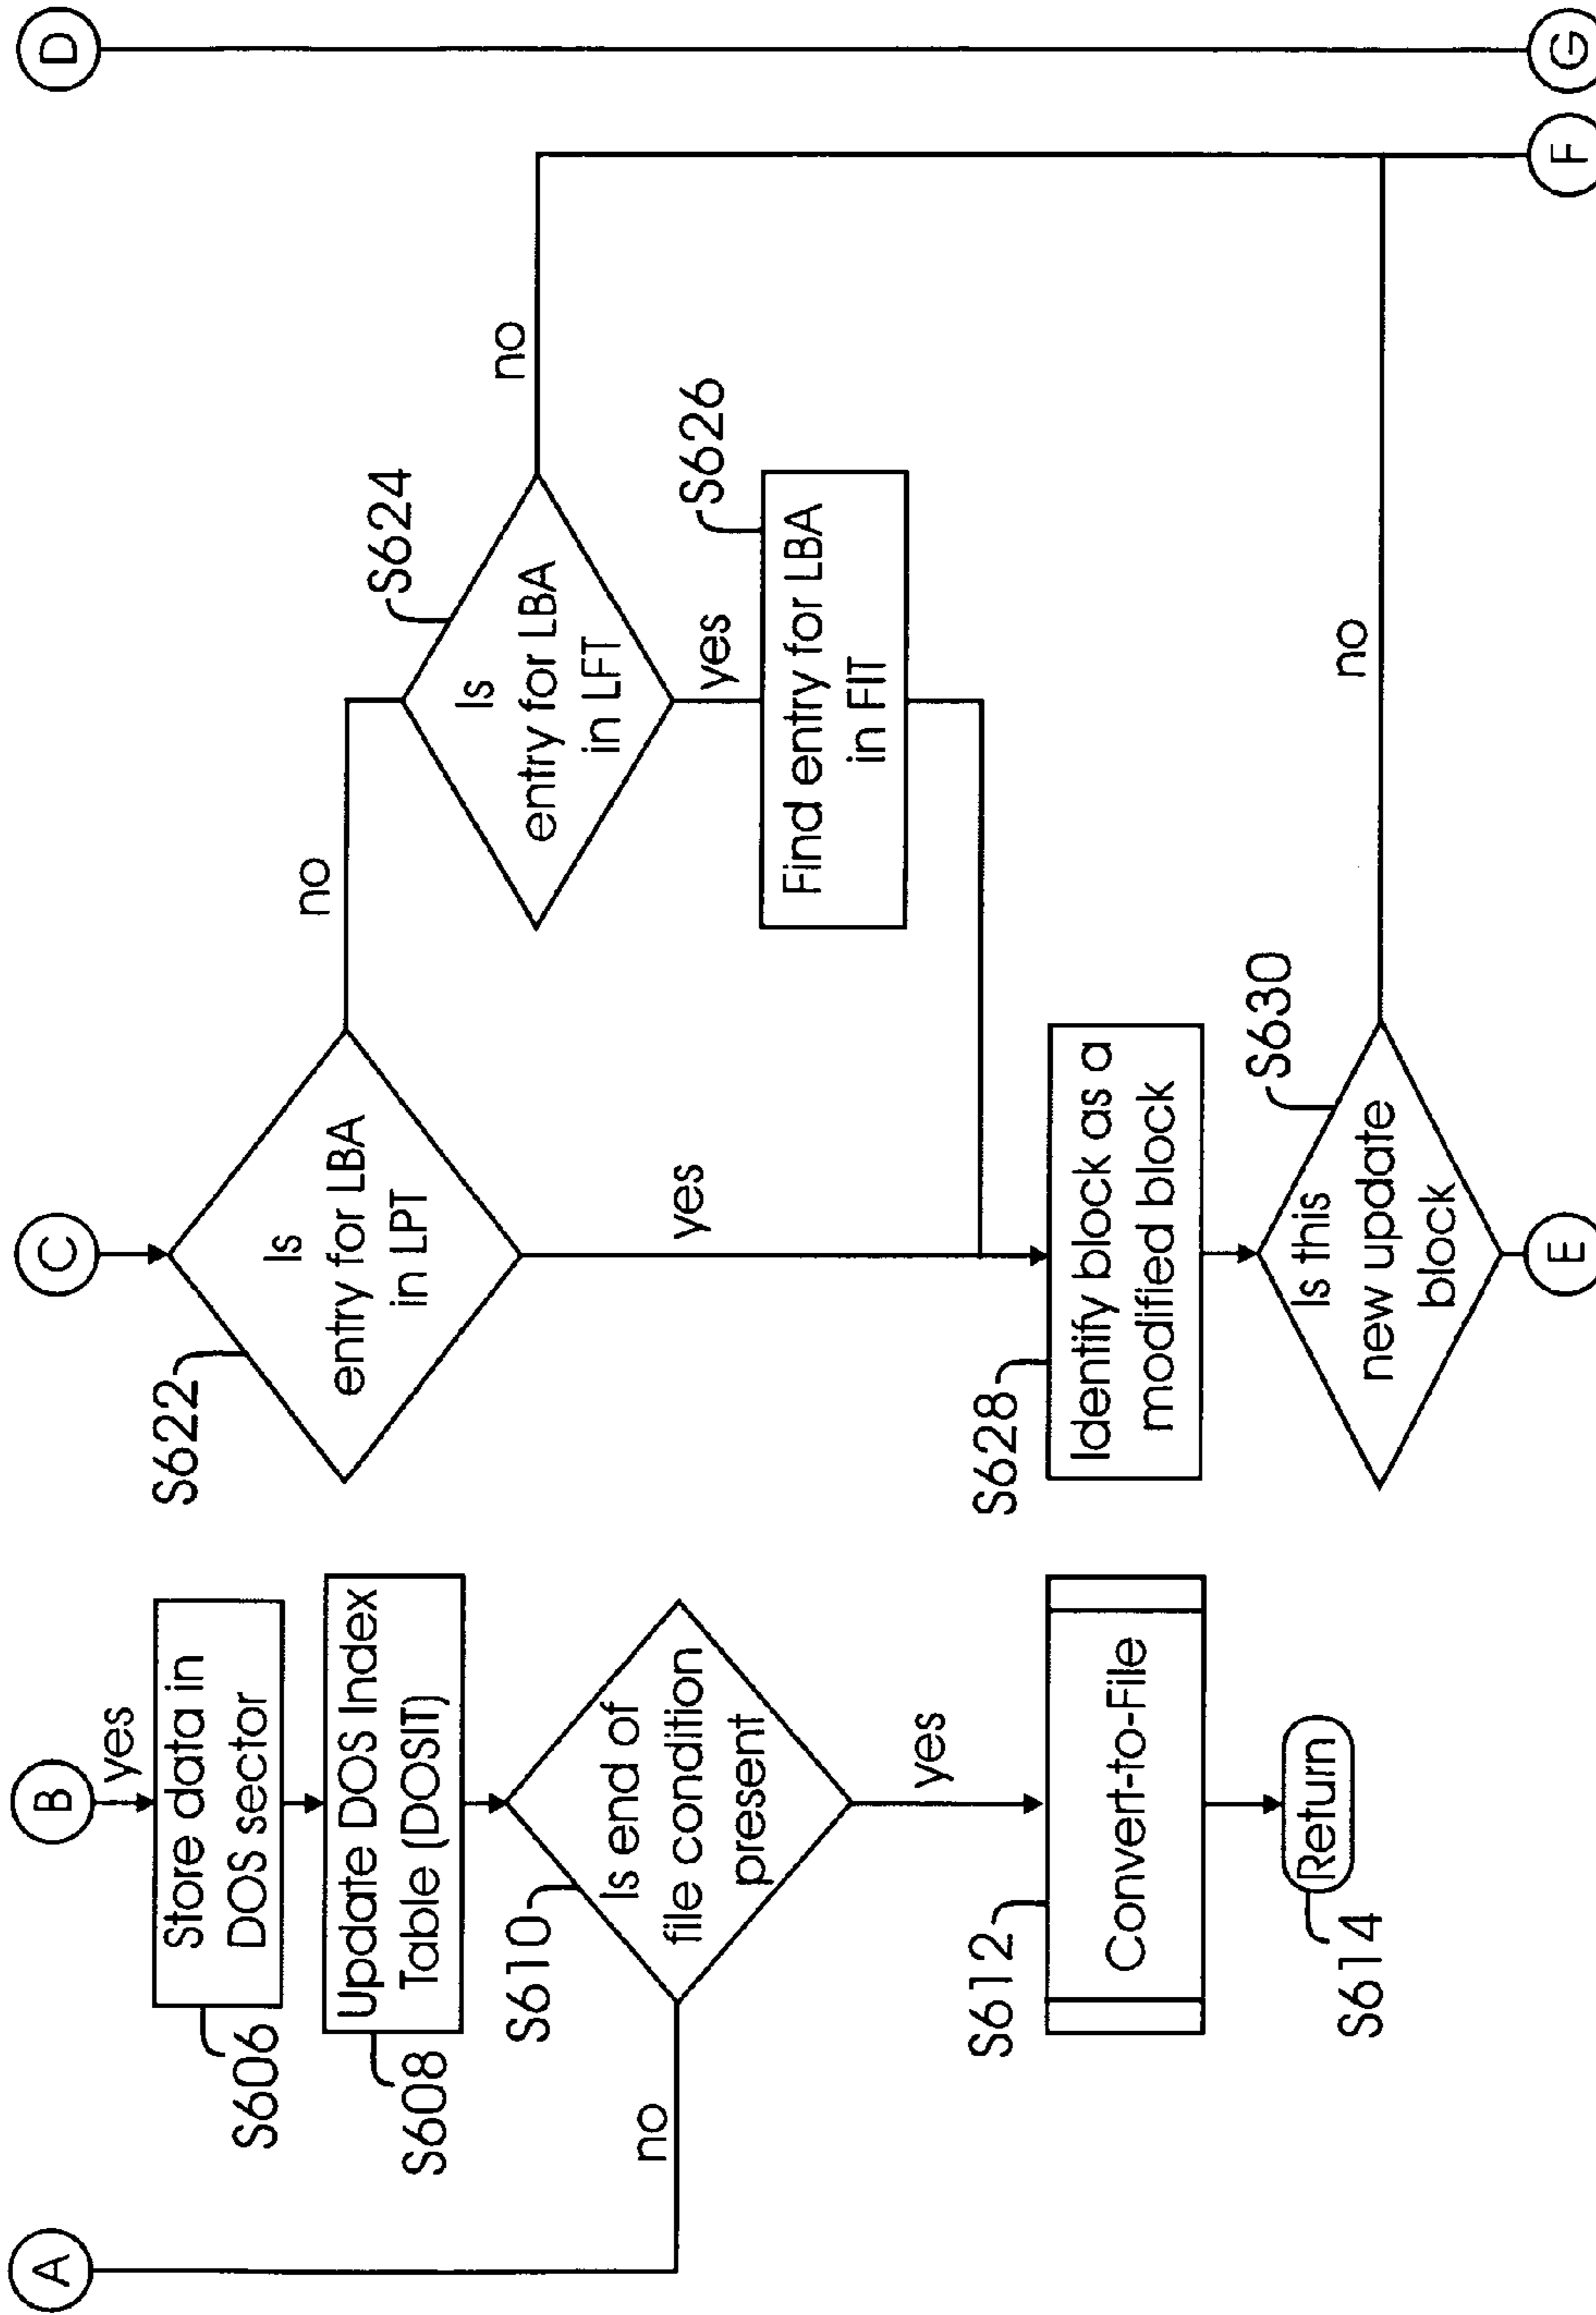 A
B
C
D
yes
Store data in
DOS sector
S606
Update DOS Index
Table (DOSIT)
S608
Is end of
file condition
present
S610
no
yes
Convert-to-File
S612
Return
S614
Is
entry for LBA
in LPT
S622
no
yes
Is
entry for LBA
in LFT
S624
no
yes
Find entry for LBA
in FIT
S626
Identify block as a
modified block
S628
Is this
new update
block
S630
no
E
F
G